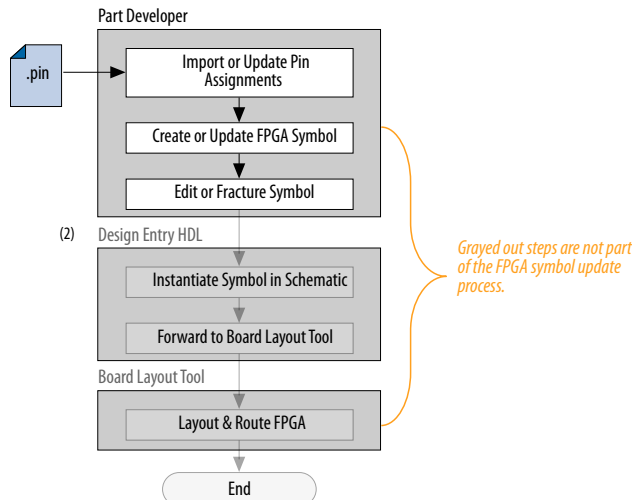 Part Developer
.pin
Import or Update Pin
Assignments
Create or Update FPGA Symbol
Edit or Fracture Symbol
(2)
Design Entry HDL
Grayed out steps are not part
of the FPGA symbol update
process.
Instantiate Symbol in Schematic
Forward to Board Layout Tool
Board Layout Tool
Layout & Route FPGA
End